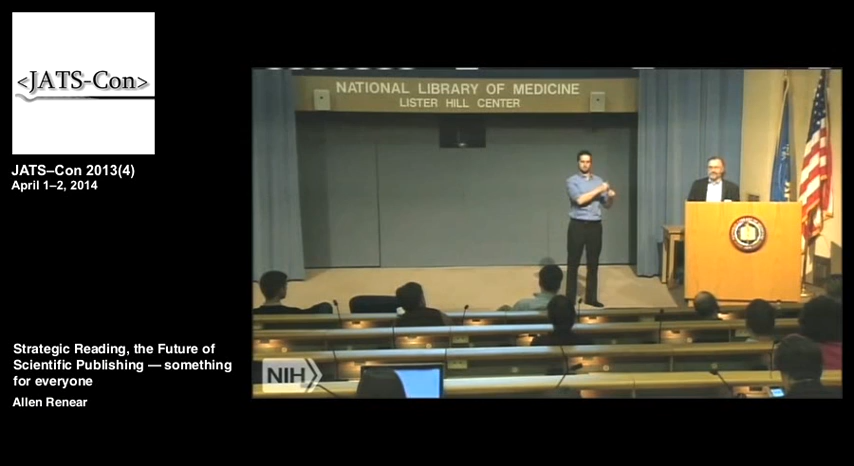 <JATS-Con>
JATS–Con 2013(4)
April 1–2, 2014
NATIONAL LIBRARY OF MEDICINE
LISTER HILL CENTER
Strategic Reading, the Future of
Scientific Publishing — something
for everyone
Allen Renear
NIH